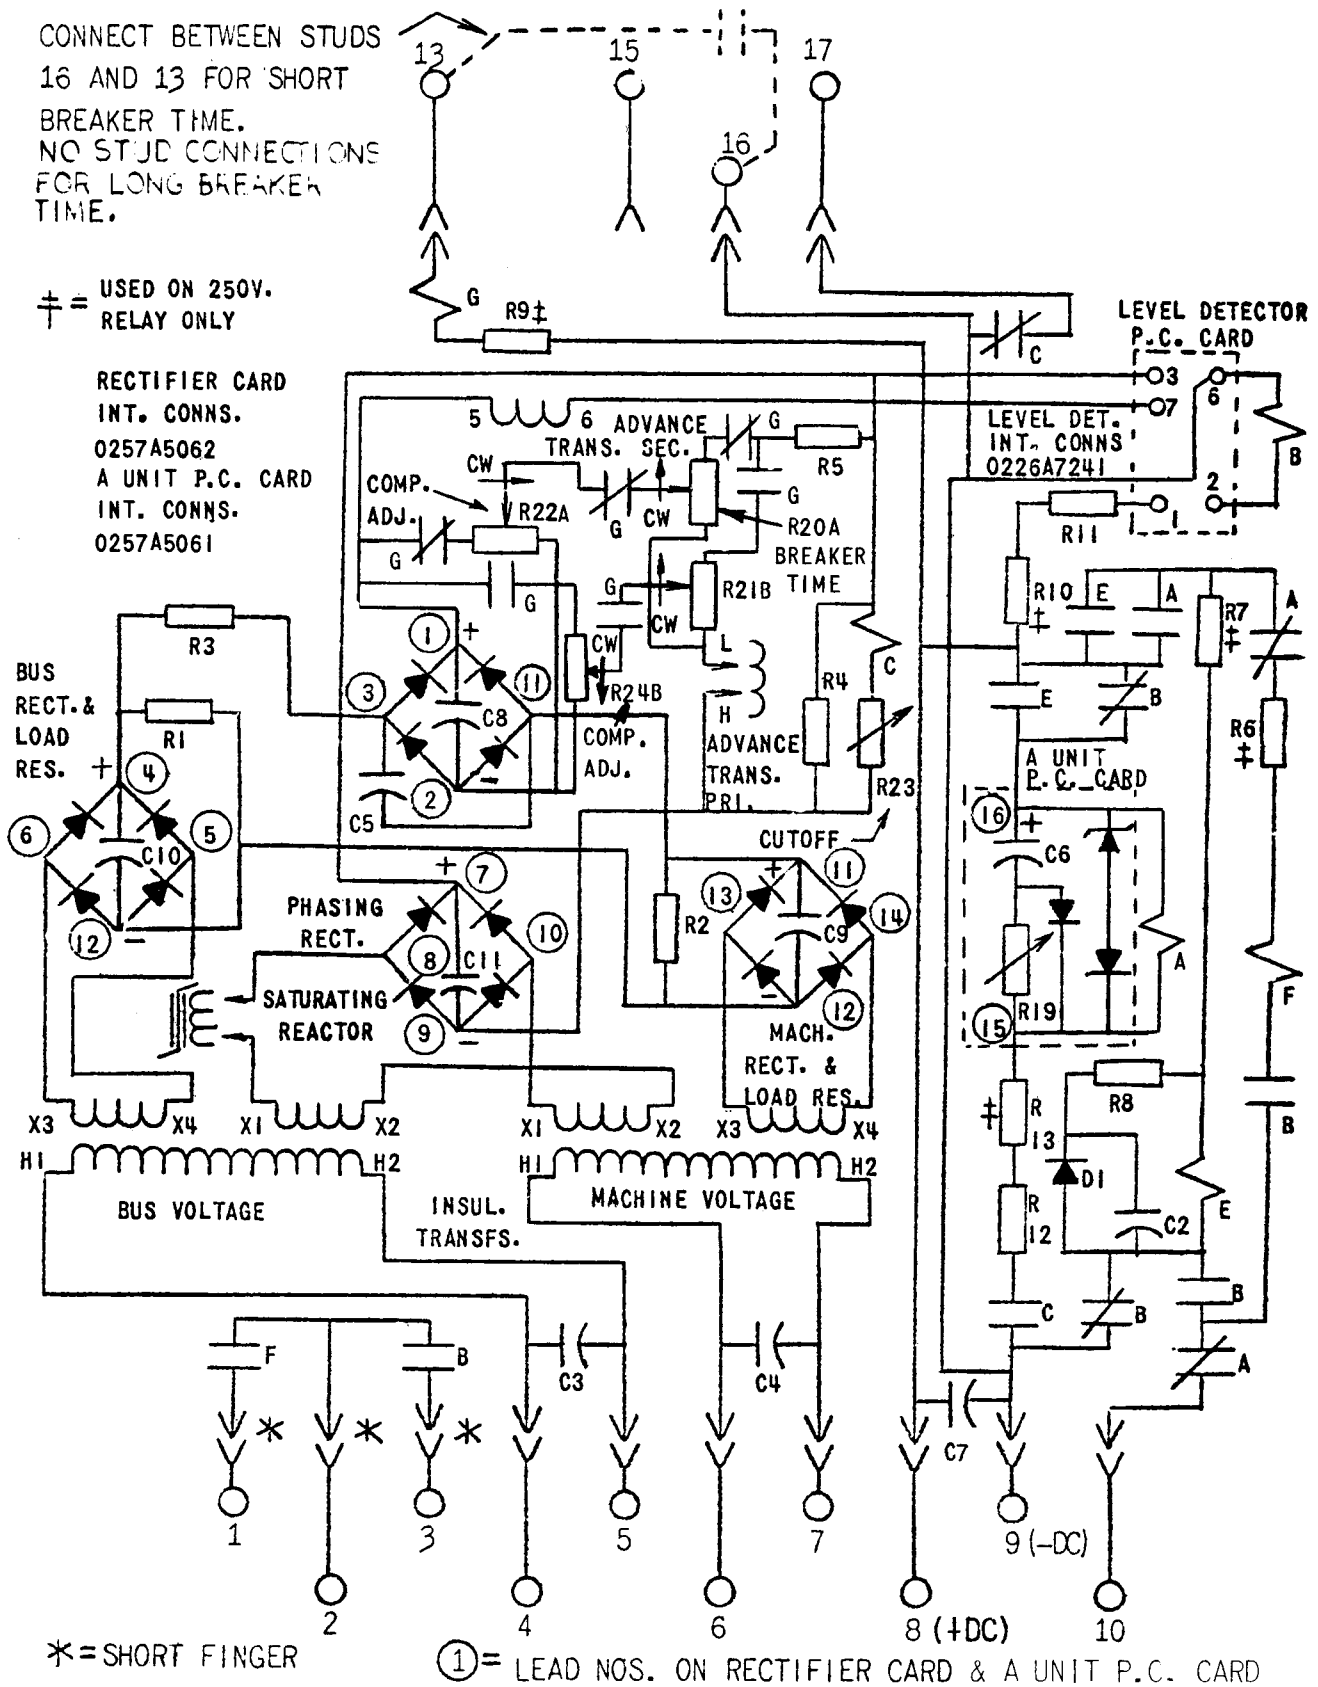 CONNECT BETWEEN STUDS
16 AND 13 FOR SHORT
BREAKER TIME.
NO STUD CONNECTIONS
FOR LONG BREAKER
TIME.
13
15
17
16
‡ = USED ON 250V.
RELAY ONLY
G
R9‡
C
LEVEL DETECTOR
P.C. CARD
3
6
7
2
1
B
RECTIFIER CARD
INT. CONNS.
0257A5062
A UNIT P.C. CARD
INT. CONNS.
0257A5061
5
6
ADVANCE
TRANS. SEC.
G
R5
LEVEL DET.
INT. CONNS
0226A7241
CW
COMP.
ADJ.
R22A
G
CW
G
R20A
BREAKER
TIME
R11
G
G
G
R21B
CW
CW
R10
‡
E
A
R7
‡
A
R3
1
+
3
11
R24B
L
H
R4
C
E
B
R6
‡
BUS
RECT. &
LOAD
RES.
R1
C8
COMP.
ADJ.
ADVANCE
TRANS.
PRI.
R23
A UNIT
P.C. CARD
+
4
2
-
C5
CUTOFF
16
+
C6
6
5
C10
12
-
PHASING
RECT.
+
7
10
8
C11
9
-
R2
+
13
11
14
C9
-
12
A
R19
15
F
SATURATING
REACTOR
MACH.
RECT. &
LOAD RES.
R8
X3
X4
X1
X2
X1
X2
X3
X4
‡
R
13
B
H1
H2
H1
H2
D1
BUS VOLTAGE
INSUL.
TRANSFS.
MACHINE VOLTAGE
R
12
C2
E
F
B
C3
C4
C
B
B
A
C7
*
*
*
1
3
5
7
9 (-DC)
2
4
6
8 (+DC)
10
* = SHORT FINGER
1 = LEAD NOS. ON RECTIFIER CARD & A UNIT P.C. CARD